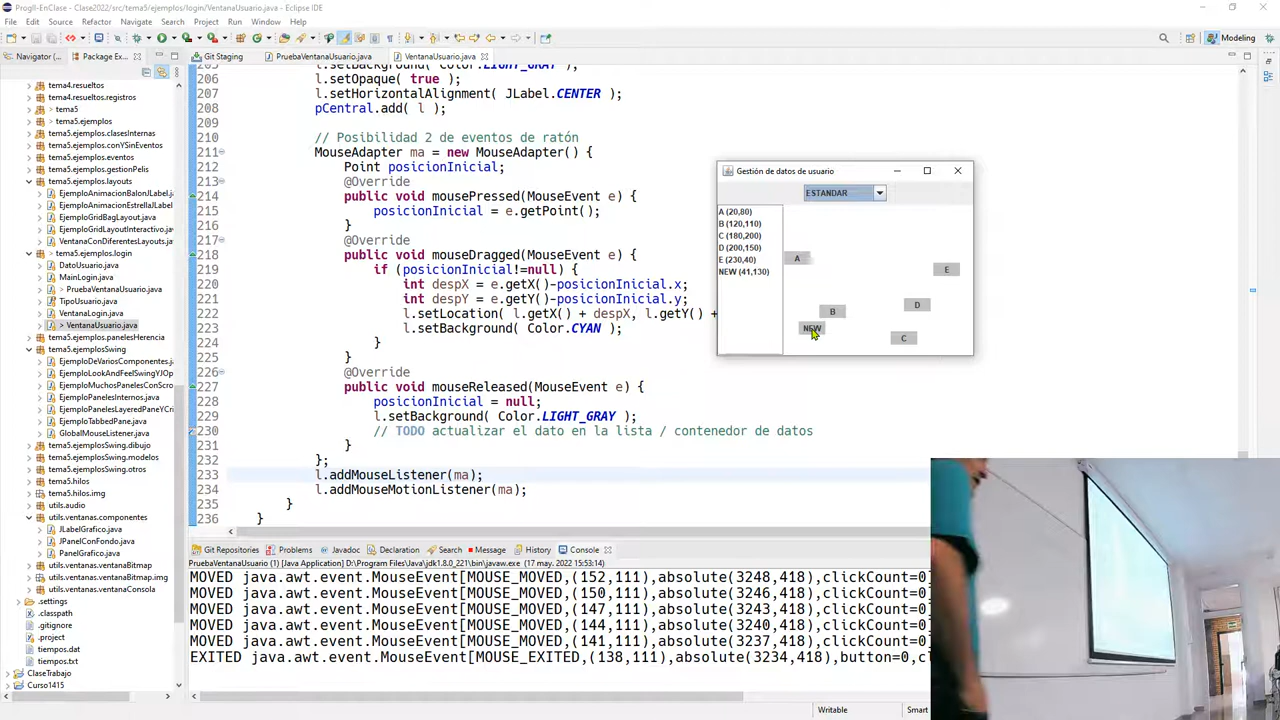 ProgII-EnClase - Clase2022/src/tema5/ejemplos/login/VentanaUsuario.java - Eclipse IDE
File Edit Source Refactor Navigate Search Project Run Window Help
Modeling
Navigator (... Package Ex...
Git Staging PruebaVentanaUsuario.java VentanaUsuario.java
tema4.resueltos
tema4.resueltos.registros
> tema5
> tema5.ejemplos
tema5.ejemplos.clasesInternas
tema5.ejemplos.conYSinEventos
tema5.ejemplos.eventos
tema5.ejemplos.gestionPelis
tema5.ejemplos.layouts
EjemploAnimacionBalonJLabel.j
EjemploAnimacionEstrellaJLabel
EjemploGridBagLayout.java
EjemploGridLayoutInteractivo.jav
VentanaConDiferentesLayouts.ja
> tema5.ejemplos.login
DatoUsuario.java
MainLogin.java
> PruebaVentanaUsuario.java
TipoUsuario.java
VentanaLogin.java
> VentanaUsuario.java
tema5.ejemplos.panelesHerencia
tema5.ejemplosSwing
EjemploDeVariosComponentes.j
EjemploLookAndFeelSwingYJOp
EjemploMuchosPanelesConScro
EjemploPanelesInternos.java
EjemploPanelesLayeredPaneYCri
EjemploTabbedPane.java
GlobalMouseListener.java
tema5.ejemplosSwing.dibujo
tema5.ejemplosSwing.modelos
tema5.ejemplosSwing.otros
tema5.hilos
tema5.hilos.img
utils.audio
utils.ventanas.componentes
JLabelGrafico.java
JPanelConFondo.java
PanelGrafico.java
utils.ventanas.ventanaBitmap
utils.ventanas.ventanaBitmap.img
utils.ventanas.ventanaConsola
.settings
.classpath
.gitignore
.project
tiempos.dat
tiempos.txt
ClaseTrabajo
Curso1415
205 l.setBackground( Color.LIGHT_GRAY );
206 l.setOpaque( true );
207 l.setHorizontalAlignment( JLabel.CENTER );
208 pCentral.add( l );
209
210 // Posibilidad 2 de eventos de ratón
211 MouseAdapter ma = new MouseAdapter() {
212 Point posicionInicial;
213 @Override
214 public void mousePressed(MouseEvent e) {
215 posicionInicial = e.getPoint();
216 }
217 @Override
218 public void mouseDragged(MouseEvent e) {
219 if (posicionInicial!=null) {
220 int despX = e.getX()-posicionInicial.x;
221 int despY = e.getY()-posicionInicial.y;
222 l.setLocation( l.getX() + despX, l.getY() +
223 l.setBackground( Color.CYAN );
224 }
225 }
226 @Override
227 public void mouseReleased(MouseEvent e) {
228 posicionInicial = null;
229 l.setBackground( Color.LIGHT_GRAY );
230 // TODO actualizar el dato en la lista / contenedor de datos
231 }
232 };
233 l.addMouseListener(ma);
234 l.addMouseMotionListener(ma);
235 }
236 }
Gestión de datos de usuario
ESTANDAR
A (20,80)
B (120,110)
C (180,200)
D (200,150)
E (230,40)
NEW (41,130)
A
E
D
B
NEW
C
Git Repositories Problems Javadoc Declaration Search Message History Console
PruebaVentanaUsuario (1) [Java Application] D:\Program Files\Java\jdk1.8.0_221\bin\javaw.exe (17 may. 2022 15:53:14)
MOVED java.awt.event.MouseEvent[MOUSE_MOVED,(152,111),absolute(3248,418),clickCount=0]
MOVED java.awt.event.MouseEvent[MOUSE_MOVED,(150,111),absolute(3246,418),clickCount=0]
MOVED java.awt.event.MouseEvent[MOUSE_MOVED,(147,111),absolute(3243,418),clickCount=0]
MOVED java.awt.event.MouseEvent[MOUSE_MOVED,(144,111),absolute(3240,418),clickCount=0]
MOVED java.awt.event.MouseEvent[MOUSE_MOVED,(141,111),absolute(3237,418),clickCount=0]
EXITED java.awt.event.MouseEvent[MOUSE_EXITED,(138,111),absolute(3234,418),button=0,cl
Writable Smart